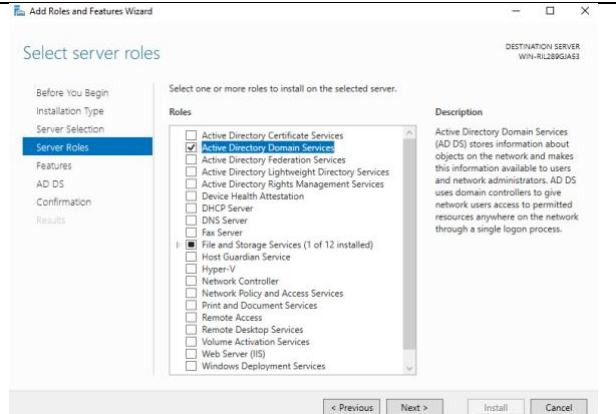 Add Roles and Features Wizard
Select server roles
DESTINATION SERVER
WIN-RIL289GJAS3
Before You Begin
Installation Type
Server Selection
Server Roles
Features
AD DS
Confirmation
Results
Select one or more roles to install on the selected server.
Roles
Active Directory Certificate Services
Active Directory Domain Services
Active Directory Federation Services
Active Directory Lightweight Directory Services
Active Directory Rights Management Services
Device Health Attestation
DHCP Server
DNS Server
Fax Server
File and Storage Services (1 of 12 installed)
Host Guardian Service
Hyper-V
Network Controller
Network Policy and Access Services
Print and Document Services
Remote Access
Remote Desktop Services
Volume Activation Services
Web Server (IIS)
Windows Deployment Services
Description
Active Directory Domain Services
(AD DS) stores information about
objects on the network and makes
this information available to users
and network administrators. AD DS
uses domain controllers to give
network users access to permitted
resources anywhere on the network
through a single logon process.
< Previous
Next >
Install
Cancel